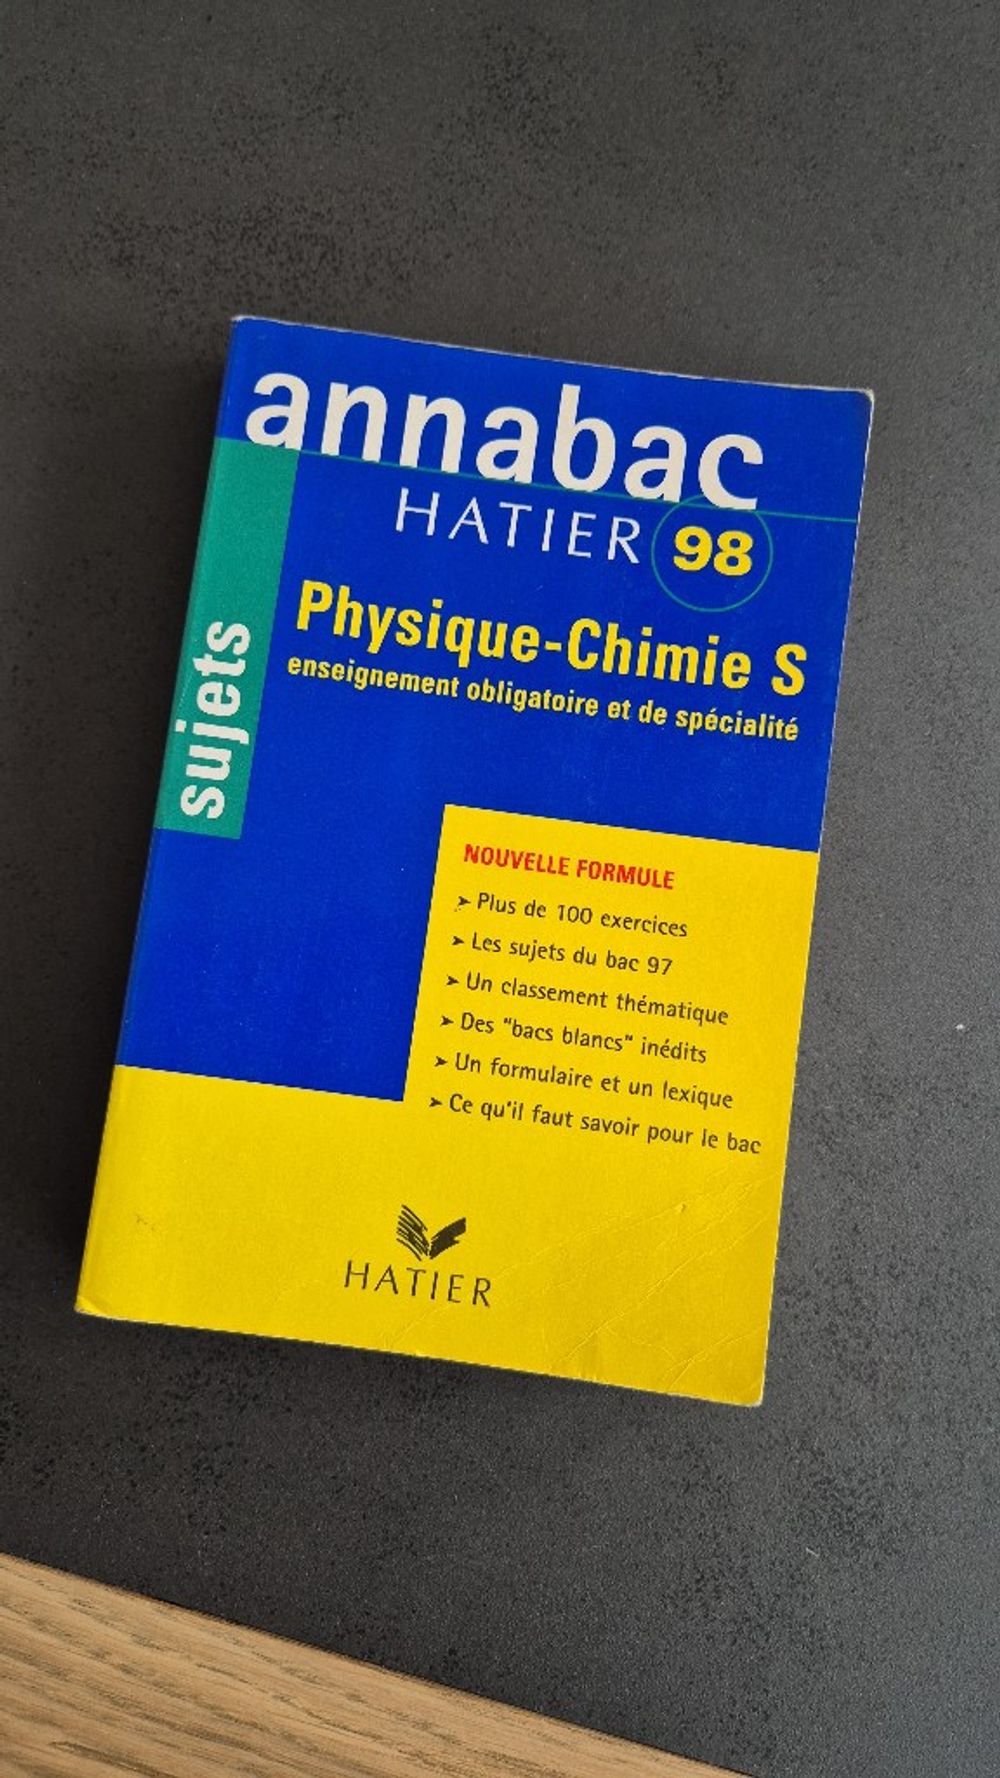 annabac
HATIER 98
Physique-Chimie S
enseignement obligatoire et de spécialité
sujets
NOUVELLE FORMULE
➤ Plus de 100 exercices
➤ Les sujets du bac 97
➤ Un classement thématique
➤ Des "bacs blancs" inédits
➤ Un formulaire et un lexique
➤ Ce qu'il faut savoir pour le bac
HATIER